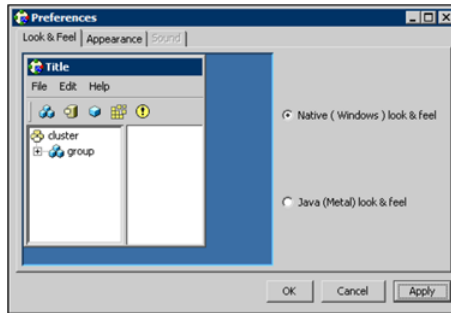 Preferences
Look & Feel Appearance Sound
Title
File Edit Help
cluster
group
Native ( Windows ) look & feel
Java (Metal) look & feel
OK Cancel Apply